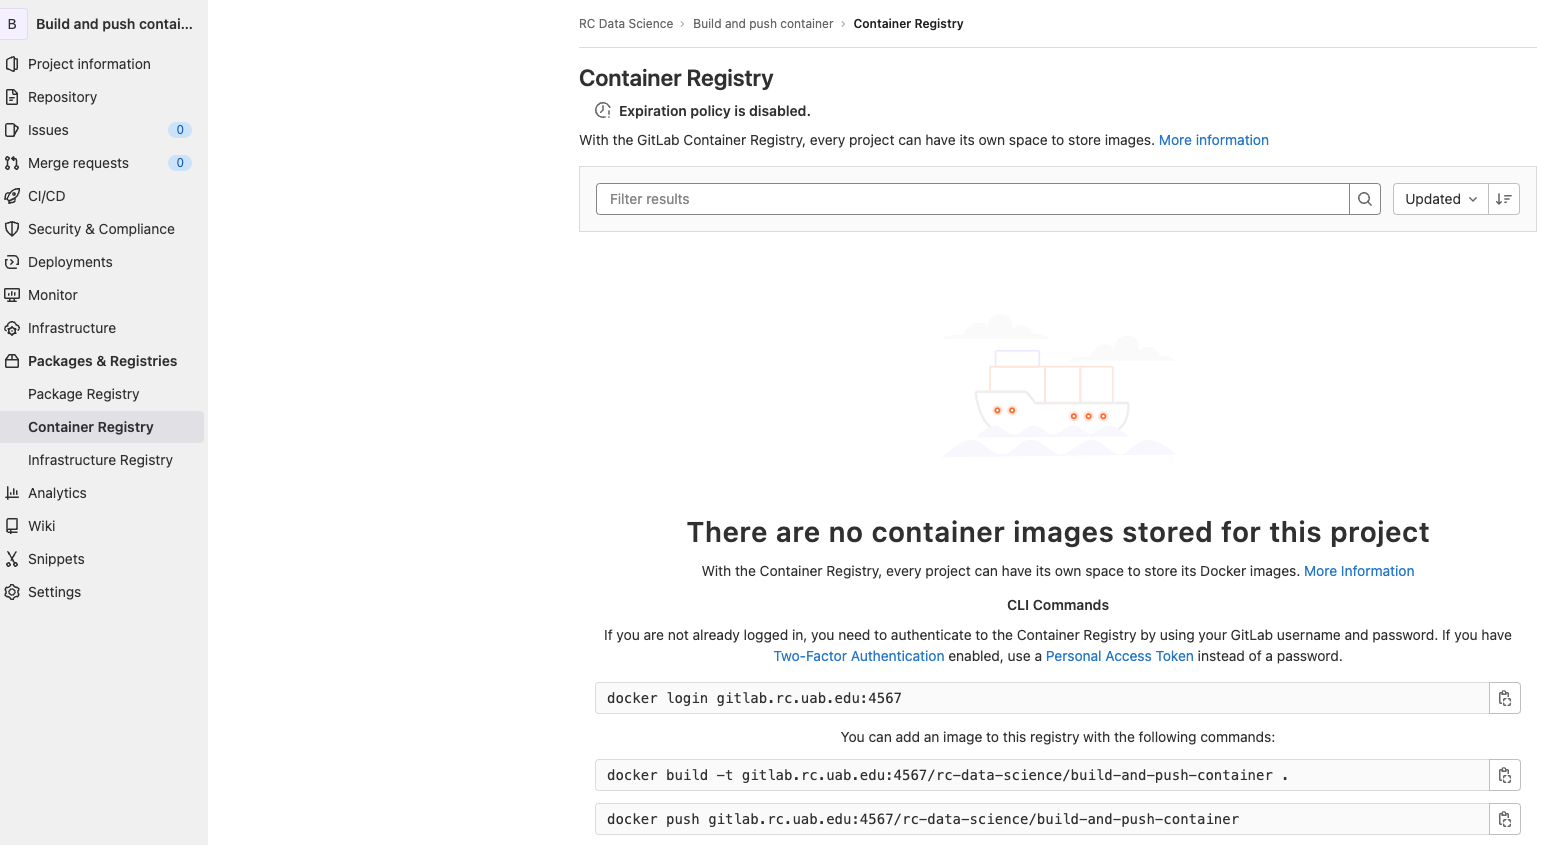 B Build and push contai...
Project information
Repository
Issues 0
Merge requests 0
CI/CD
Security & Compliance
Deployments
Monitor
Infrastructure
Packages & Registries
Package Registry
Container Registry
Infrastructure Registry
Analytics
Wiki
Snippets
Settings
RC Data Science › Build and push container › Container Registry
Container Registry
Expiration policy is disabled.
With the GitLab Container Registry, every project can have its own space to store images. More information
Filter results
Updated
There are no container images stored for this project
With the Container Registry, every project can have its own space to store its Docker images. More Information
CLI Commands
If you are not already logged in, you need to authenticate to the Container Registry by using your GitLab username and password. If you have
Two-Factor Authentication enabled, use a Personal Access Token instead of a password.
docker login gitlab.rc.uab.edu:4567
You can add an image to this registry with the following commands:
docker build -t gitlab.rc.uab.edu:4567/rc-data-science/build-and-push-container .
docker push gitlab.rc.uab.edu:4567/rc-data-science/build-and-push-container